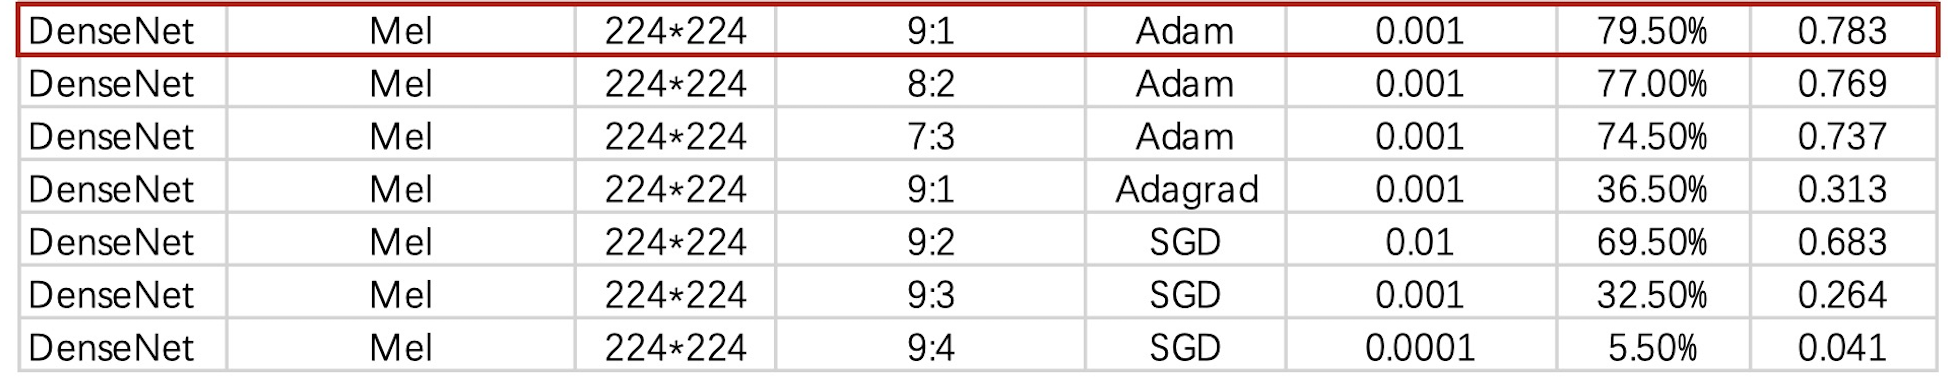 DenseNet Mel 224*224 9:1 Adam 0.001 79.50% 0.783
DenseNet Mel 224*224 8:2 Adam 0.001 77.00% 0.769
DenseNet Mel 224*224 7:3 Adam 0.001 74.50% 0.737
DenseNet Mel 224*224 9:1 Adagrad 0.001 36.50% 0.313
DenseNet Mel 224*224 9:2 SGD 0.01 69.50% 0.683
DenseNet Mel 224*224 9:3 SGD 0.001 32.50% 0.264
DenseNet Mel 224*224 9:4 SGD 0.0001 5.50% 0.041